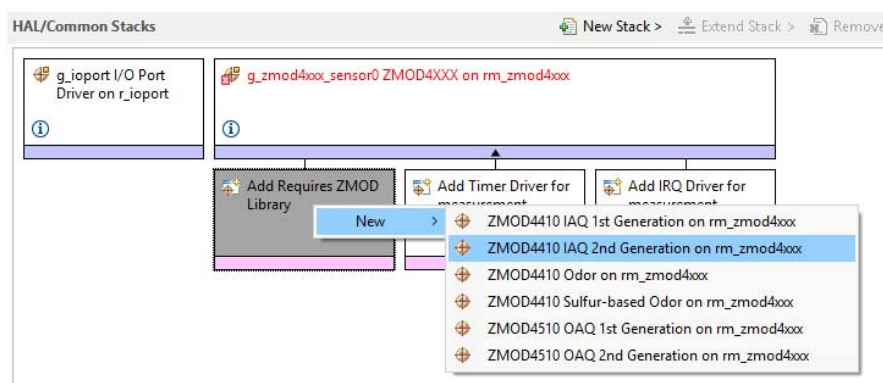 HAL/Common Stacks
New Stack >
Extend Stack >
Remove
g_ioport I/O Port
Driver on r_ioport
g_zmod4xxx_sensor0 ZMOD4XXX on rm_zmod4xxx
Add Requires ZMOD
Library
Add Timer Driver for
measurement
Add IRQ Driver for
measurement
New >
ZMOD4410 IAQ 1st Generation on rm_zmod4xxx
ZMOD4410 IAQ 2nd Generation on rm_zmod4xxx
ZMOD4410 Odor on rm_zmod4xxx
ZMOD4410 Sulfur-based Odor on rm_zmod4xxx
ZMOD4510 OAQ 1st Generation on rm_zmod4xxx
ZMOD4510 OAQ 2nd Generation on rm_zmod4xxx